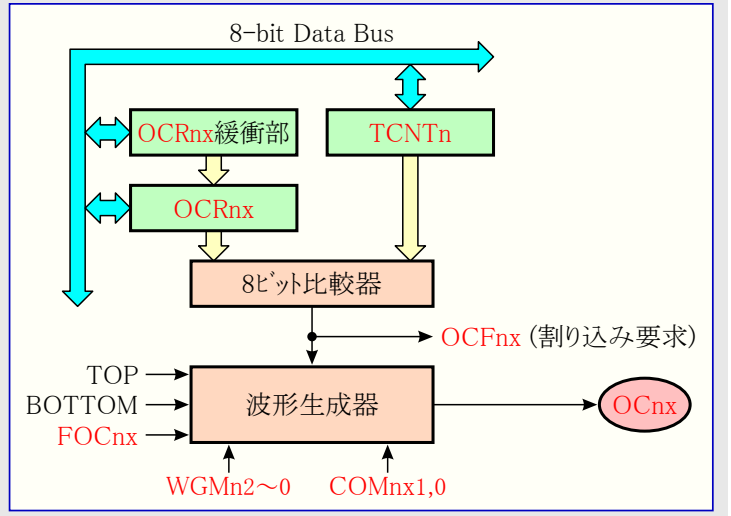 8-bit Data Bus
OCRnx緩衝部
TCNTn
OCRnx
8ﾋﾞｯﾄ比較器
OCFnx (割り込み要求)
TOP
BOTTOM
FOCnx
波形生成器
OCnx
WGMn2～0
COMnx1,0